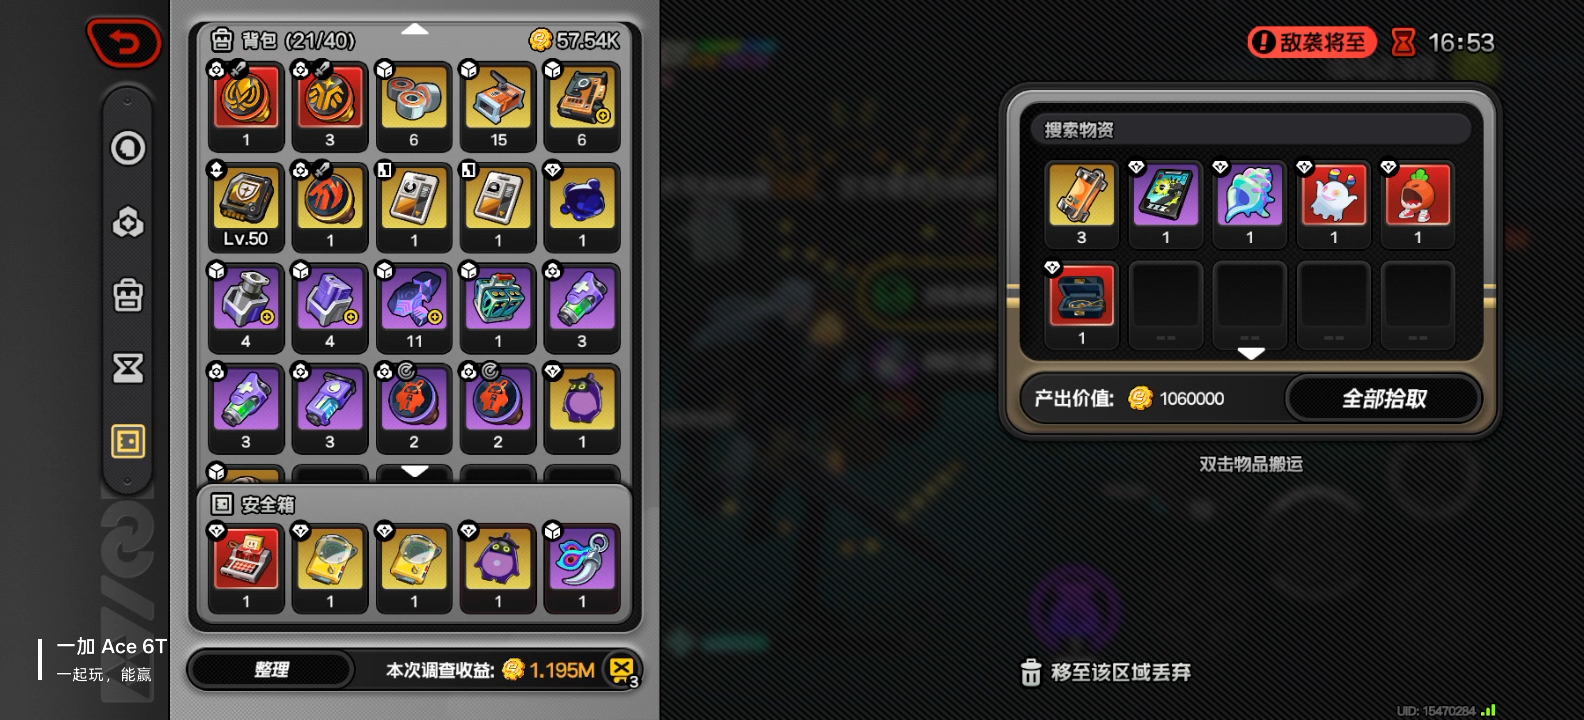 背包 (21/40)
57.54K
敌袭将至
16:53
1
3
6
15
6
搜索物资
Lv.50
1
1
1
1
3
1
1
1
1
4
4
11
1
3
1
3
3
2
2
1
产出价值:
1060000
全部拾取
双击物品搬运
安全箱
1
1
1
1
1
一加 Ace 6T
一起玩，能赢
整理
本次调查收益:
1.195M
3
移至该区域丢弃
UID: 15470284